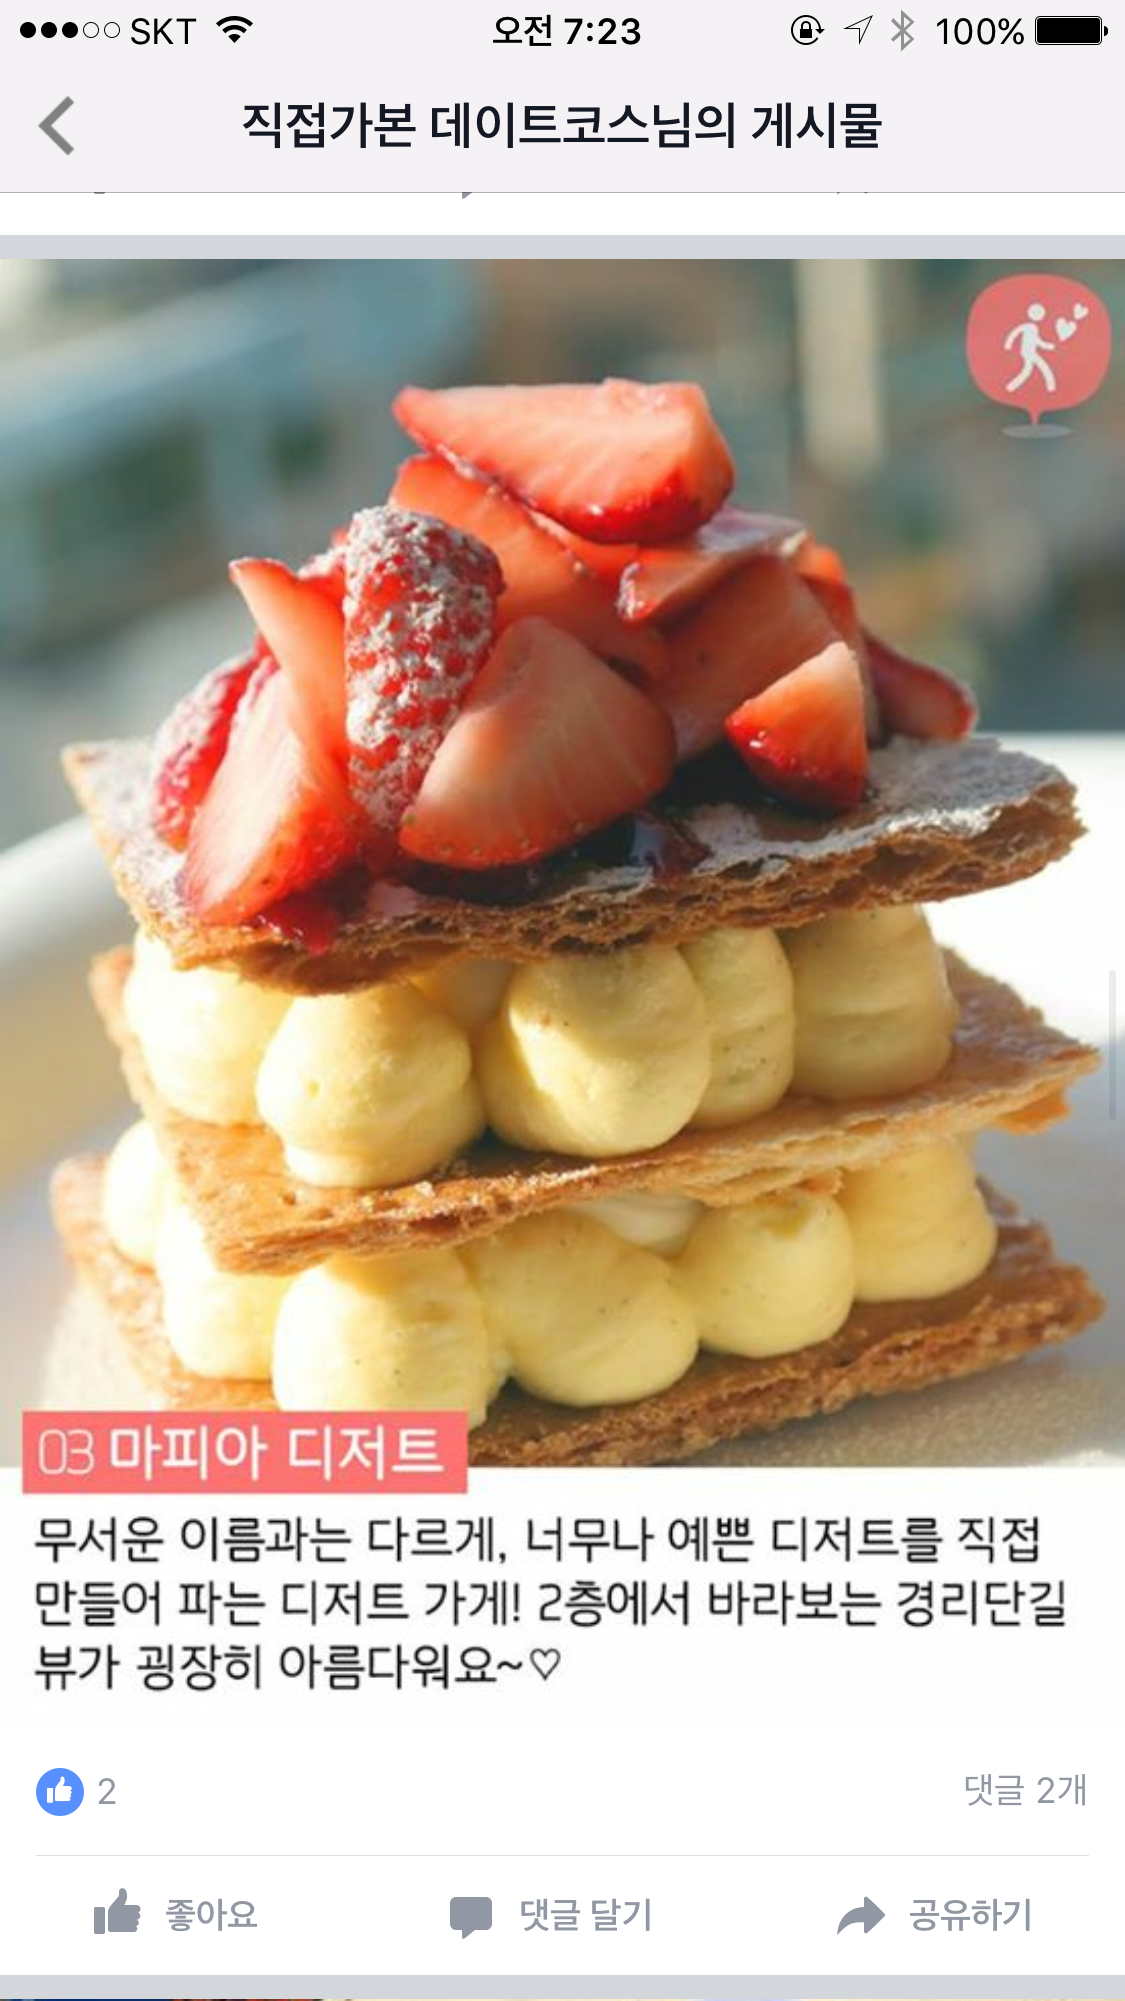 SKT 오전 7:23 100%
직접가본 데이트코스님의 게시물
03 마피아 디저트
무서운 이름과는 다르게, 너무나 예쁜 디저트를 직접
만들어 파는 디저트 가게! 2층에서 바라보는 경리단길
뷰가 굉장히 아름다워요~♡
2 댓글 2개
좋아요 댓글 달기 공유하기